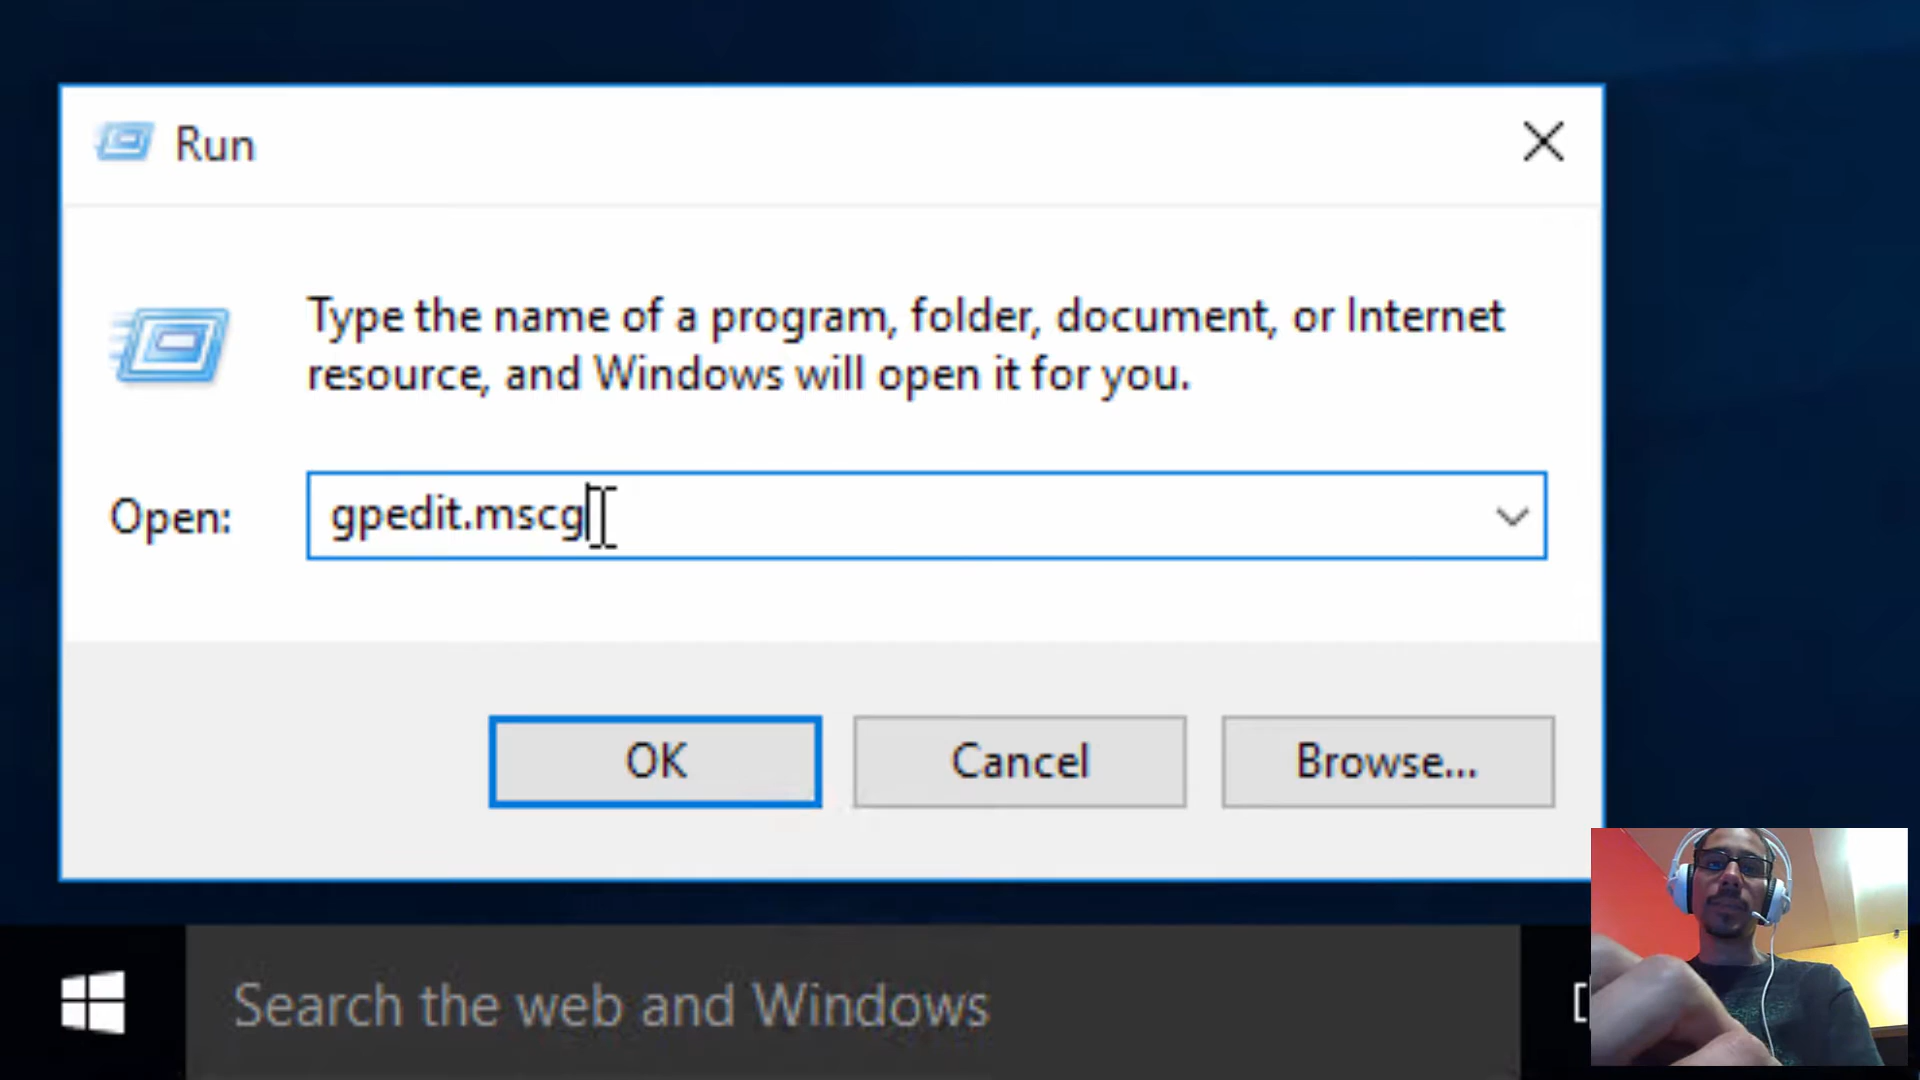 Run
Type the name of a program, folder, document, or Internet
resource, and Windows will open it for you.
Open:
gpedit.mscg
OK
Cancel
Browse...
Search the web and Windows